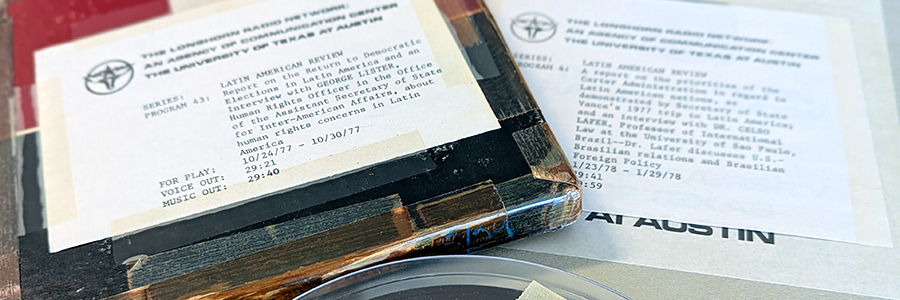 THE LONGHORN RADIO NETWORK:
AN AGENCY OF COMMUNICATION CENTER
THE UNIVERSITY OF TEXAS AT AUSTIN
SERIES: LATIN AMERICAN REVIEW
PROGRAM 43: Report on the Return to Democratic
Elections in Latin America and an
Interview with GEORGE LISTER,
Human Rights Officer in the Office
of the Assistant Secretary of State
for Inter-American Affairs, about
human rights concerns in Latin
America
FOR PLAY: 10/24/77 - 10/30/77
VOICE OUT: 29:21
MUSIC OUT: 29:40
THE LONGHORN RADIO NETWORK:
AN AGENCY OF COMMUNICATION CENTER
THE UNIVERSITY OF TEXAS AT AUSTIN
SERIES: LATIN AMERICAN REVIEW
PROGRAM 4: A report on the priorities of the
Carter Administration in regard to
Latin American nations, as
demonstrated by Secretary of State
Vance's 1977 trip to Latin America;
and an interview with DR. CELSO
LAFER, Professor of International
Law at the University of Sao Paulo,
Brazil--Dr. Lafer discusses U.S.-
Brasilian relations and Brasilian
Foreign Policy
1/23/78 - 1/29/78
9:41
:59
AT AUSTIN